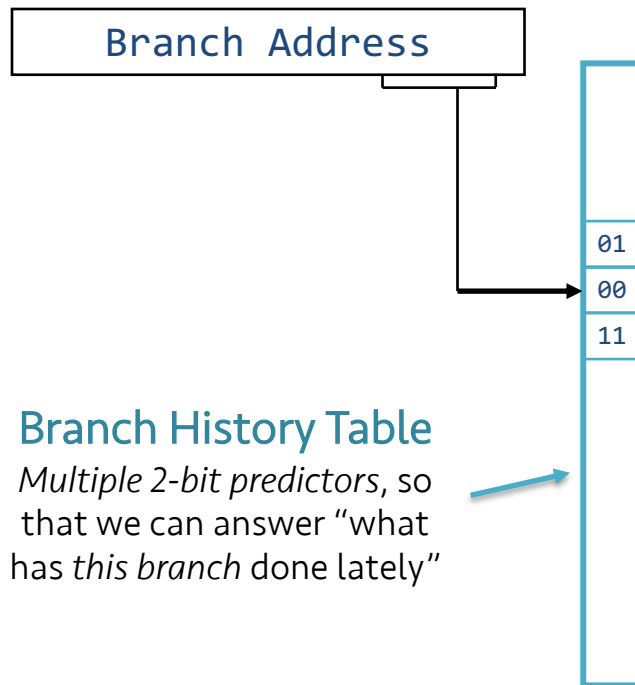 Branch Address
01
00
11
Branch History Table
Multiple 2-bit predictors, so
that we can answer “what
has this branch done lately”